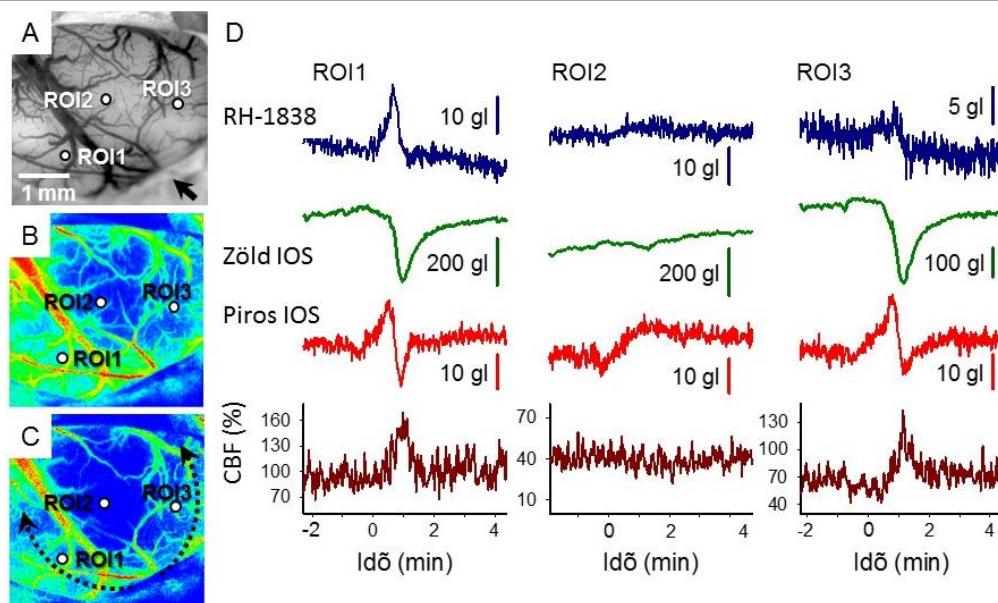 A
ROI2
ROI3
ROI1
1 mm
B
ROI2
ROI3
ROI1
C
ROI2
ROI3
ROI1
D
ROI1
ROI2
ROI3
RH-1838
10 gl
10 gl
5 gl
Zöld IOS
200 gl
200 gl
100 gl
Piros IOS
10 gl
10 gl
10 gl
CBF (%)
160
130
100
70
70
40
10
130
100
70
40
-2 0 2 4
-2 0 2 4
-2 0 2 4
Idõ (min)
Idõ (min)
Idõ (min)